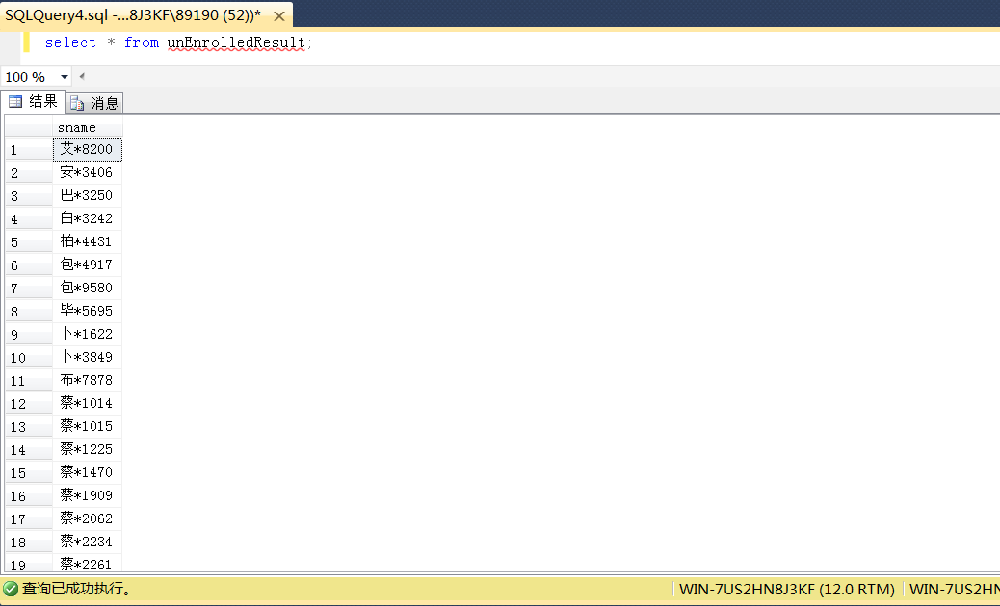 SQLQuery4.sql -...8J3KF\89190 (52))*
select * from unEnrolledResult;
100 %
结果 消息
sname
1 艾*8200
2 安*3406
3 巴*3250
4 白*3242
5 柏*4431
6 包*4917
7 包*9580
8 毕*5695
9 卜*1622
10 卜*3849
11 布*7878
12 蔡*1014
13 蔡*1015
14 蔡*1225
15 蔡*1470
16 蔡*1909
17 蔡*2062
18 蔡*2234
19 蔡*2261
查询已成功执行。 WIN-7US2HN8J3KF (12.0 RTM) WIN-7US2HN